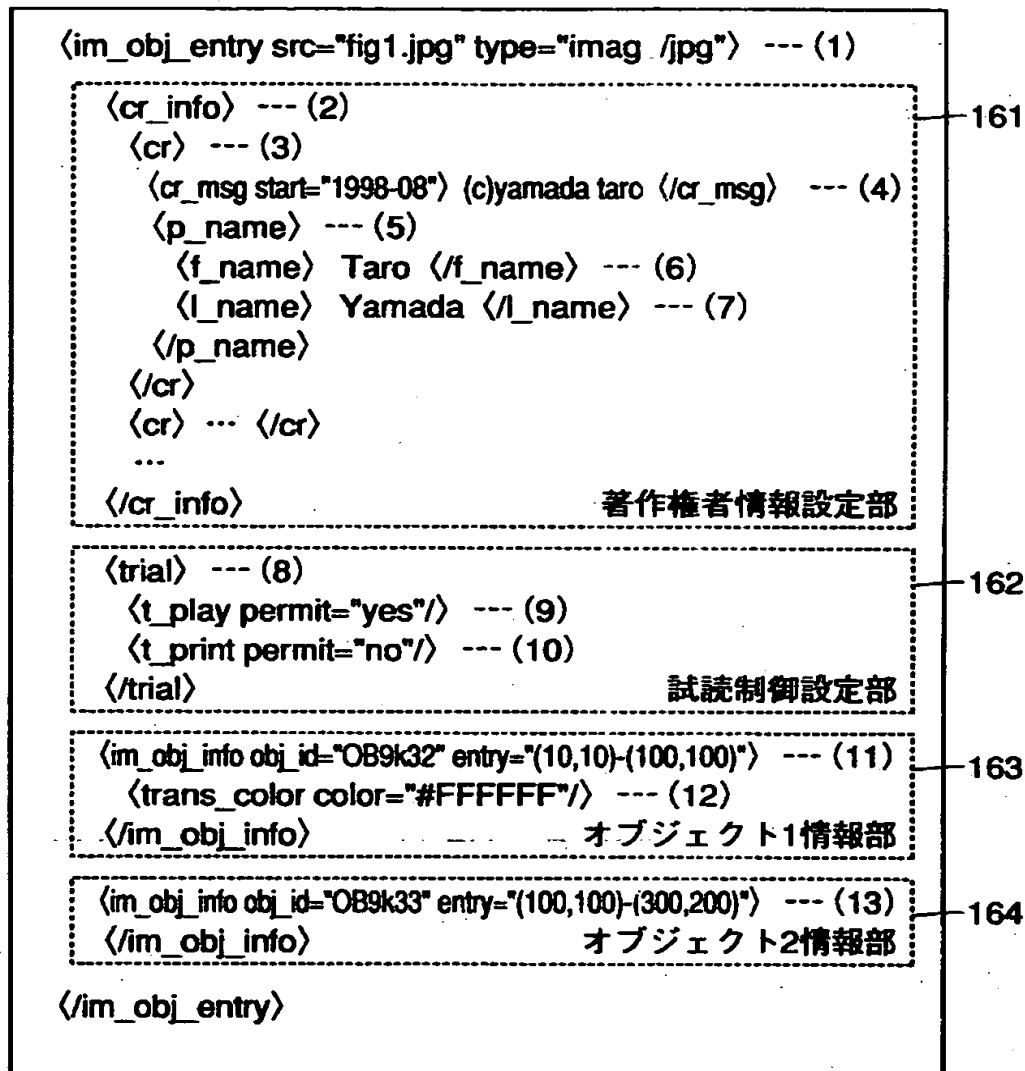 〈im_obj_entry src="fig1.jpg" type="imag /jpg"〉 --- (1)
〈cr_info〉 --- (2)
161
〈cr〉 --- (3)
〈cr_msg start="1998-08"〉 (c)yamada taro 〈/cr_msg〉 --- (4)
〈p_name〉 --- (5)
〈f_name〉 Taro 〈/f_name〉 --- (6)
〈l_name〉 Yamada 〈/l_name〉 --- (7)
〈/p_name〉
〈/cr〉
〈cr〉 … 〈/cr〉
…
〈/cr_info〉 著作権者情報設定部
〈trial〉 --- (8)
162
〈t_play permit="yes"/〉 --- (9)
〈t_print permit="no"/〉 --- (10)
〈/trial〉 試読制御設定部
〈im_obj_info obj_id="OB9k32" entry="(10,10)-(100,100)"〉 --- (11)
163
〈trans_color color="#FFFFFF"/〉 --- (12)
〈/im_obj_info〉 オブジェクト1情報部
〈im_obj_info obj_id="OB9k33" entry="(100,100)-(300,200)"〉 --- (13)
164
〈/im_obj_info〉 オブジェクト2情報部
〈/im_obj_entry〉